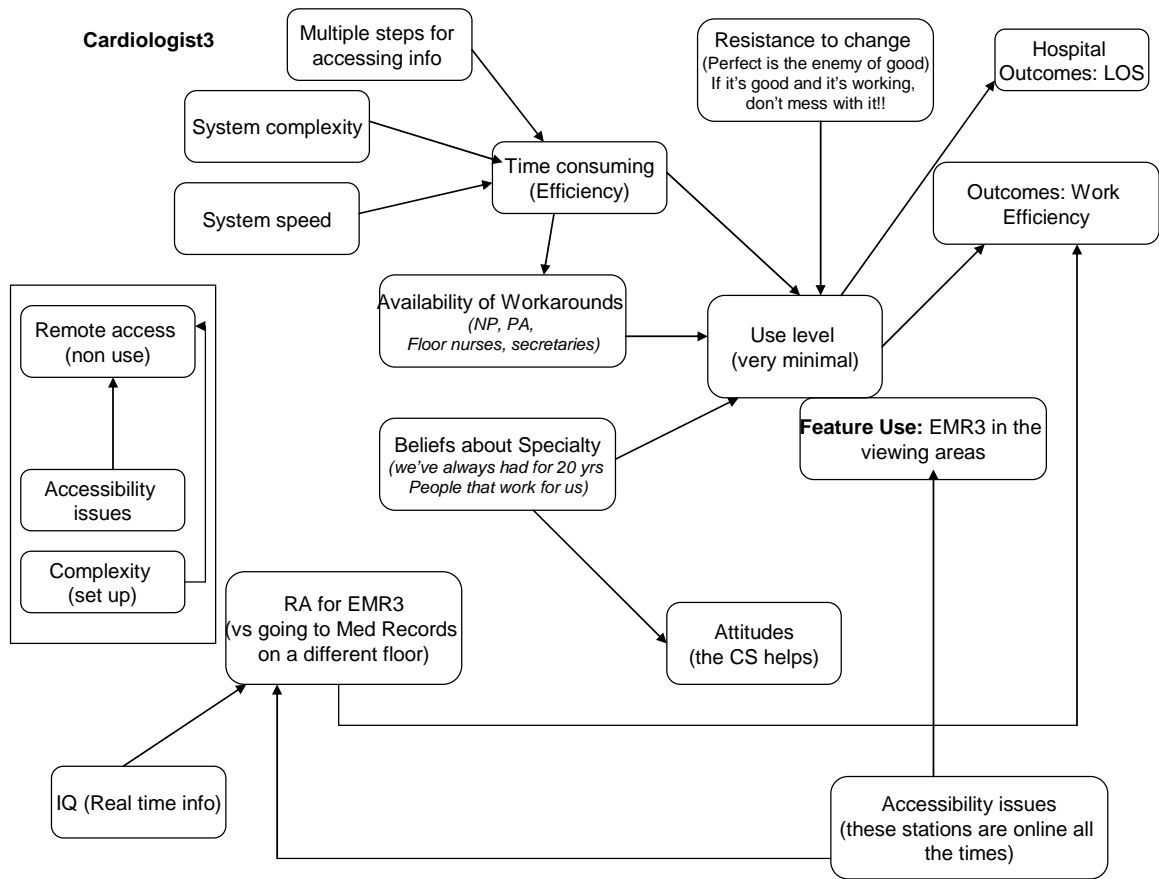 Cardiologist3
Multiple steps for
accessing info
Resistance to change
(Perfect is the enemy of good)
If it's good and it's working,
don't mess with it!!
Hospital
Outcomes: LOS
System complexity
Time consuming
(Efficiency)
Outcomes: Work
Efficiency
System speed
Availability of Workarounds
(NP, PA,
Floor nurses, secretaries)
Remote access
(non use)
Use level
(very minimal)
Feature Use: EMR3 in the
viewing areas
Beliefs about Specialty
(we've always had for 20 yrs
People that work for us)
Accessibility
issues
Complexity
(set up)
RA for EMR3
(vs going to Med Records
on a different floor)
Attitudes
(the CS helps)
IQ (Real time info)
Accessibility issues
(these stations are online all
the times)